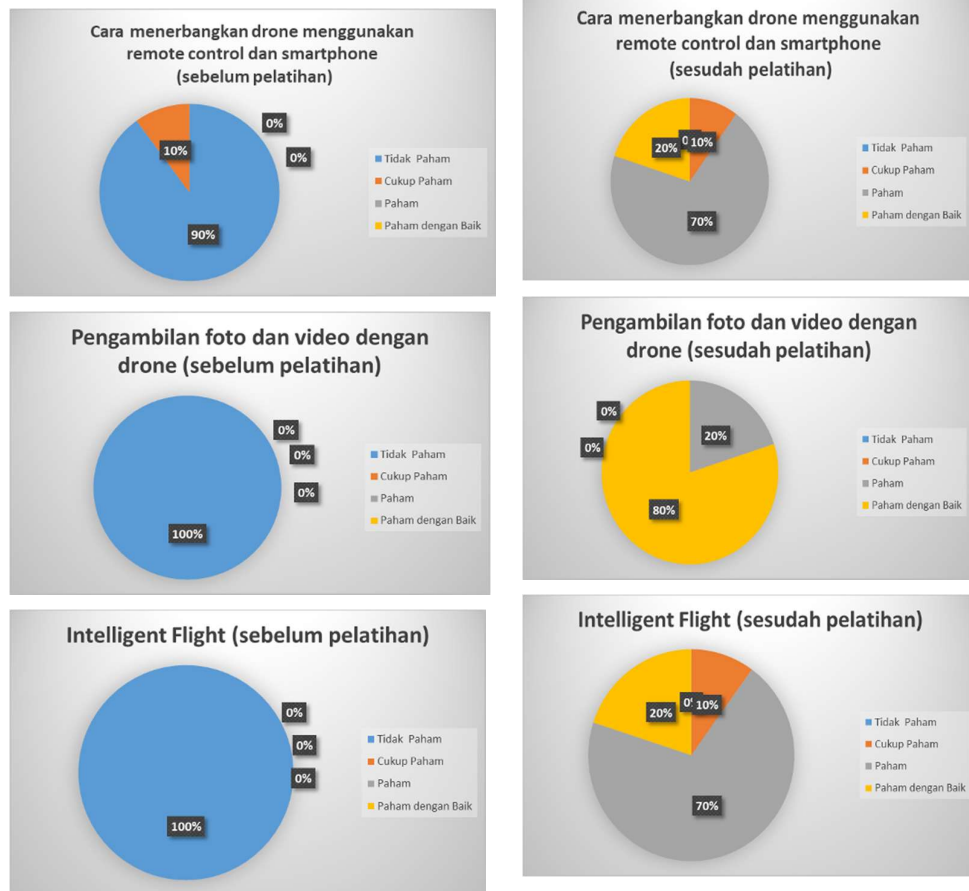 Cara menerbangkan drone menggunakan
remote control dan smartphone
(sebelum pelatihan)
0%
0%
10%
90%
Tidak Paham
Cukup Paham
Paham
Paham dengan Baik
Cara menerbangkan drone menggunakan
remote control dan smartphone
(sesudah pelatihan)
20%
0%
10%
70%
Tidak Paham
Cukup Paham
Paham
Paham dengan Baik
Pengambilan foto dan video dengan
drone (sebelum pelatihan)
0%
0%
0%
100%
Tidak Paham
Cukup Paham
Paham
Paham dengan Baik
Pengambilan foto dan video dengan
drone (sesudah pelatihan)
0%
0%
20%
80%
Tidak Paham
Cukup Paham
Paham
Paham dengan Baik
Intelligent Flight (sebelum pelatihan)
0%
0%
0%
100%
Tidak Paham
Cukup Paham
Paham
Paham dengan Baik
Intelligent Flight (sesudah pelatihan)
20%
0%
10%
70%
Tidak Paham
Cukup Paham
Paham
Paham dengan Baik